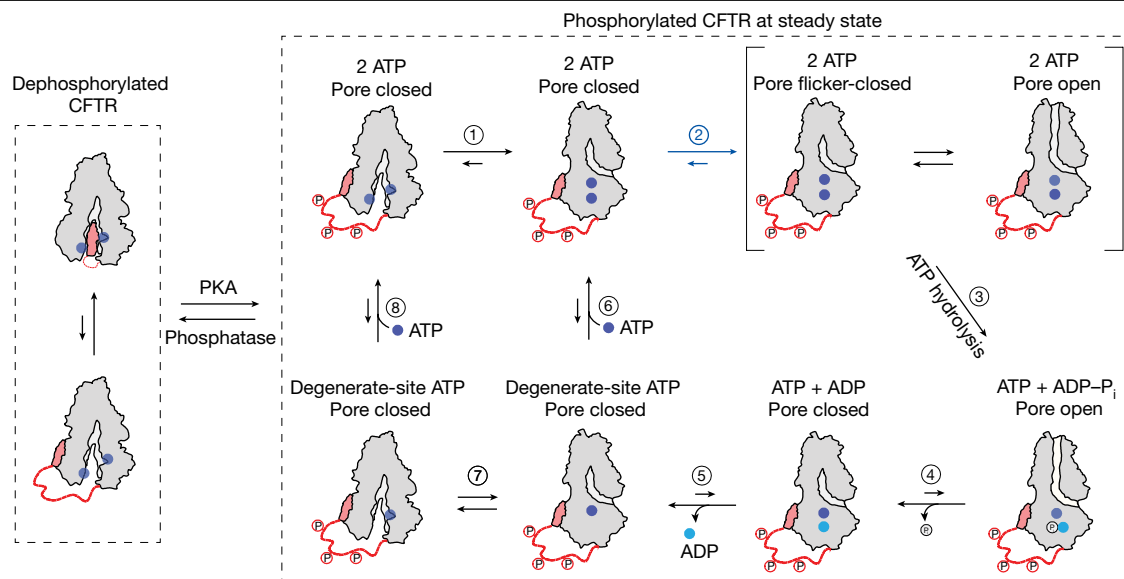 Phosphorylated CFTR at steady state
Dephosphorylated
CFTR
2 ATP
Pore closed
2 ATP
Pore closed
2 ATP
Pore flicker-closed
2 ATP
Pore open
1
2
P
P
P
P
P
P
P
P
P
P
P
P
PKA
Phosphatase
8
ATP
6
ATP
ATP hydrolysis
3
Degenerate-site ATP
Pore closed
Degenerate-site ATP
Pore closed
ATP + ADP
Pore closed
ATP + ADP–Pi
Pore open
7
5
ADP
4
P
P
P
P
P
P
P
P
P
P
P
P
P
P